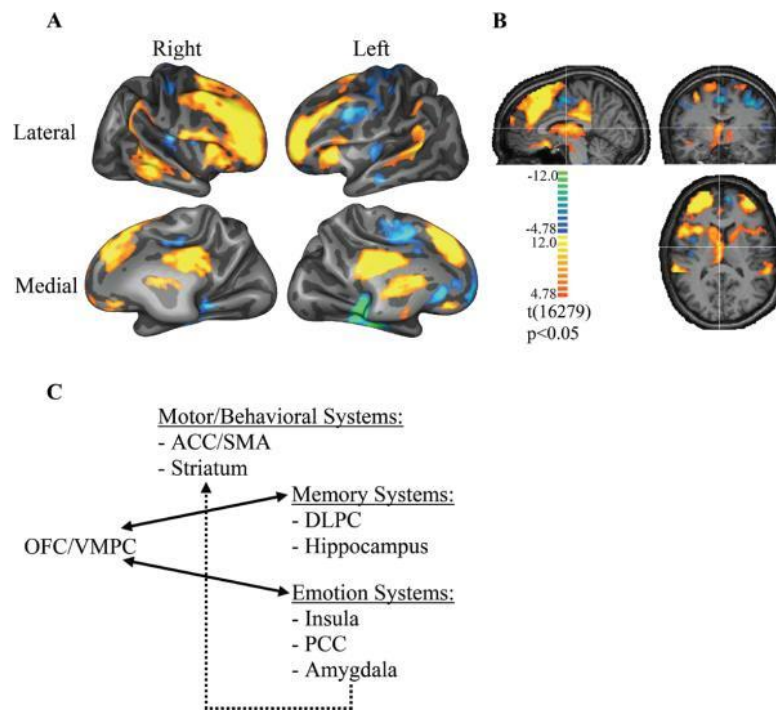 A
Right
Left
Lateral
Medial
B
-12.0
-4.78
12.0
4.78
t(16279)
p<0.05
C
Motor/Behavioral Systems:
- ACC/SMA
- Striatum
OFC/VMPC
Memory Systems:
- DLPC
- Hippocampus
Emotion Systems:
- Insula
- PCC
- Amygdala